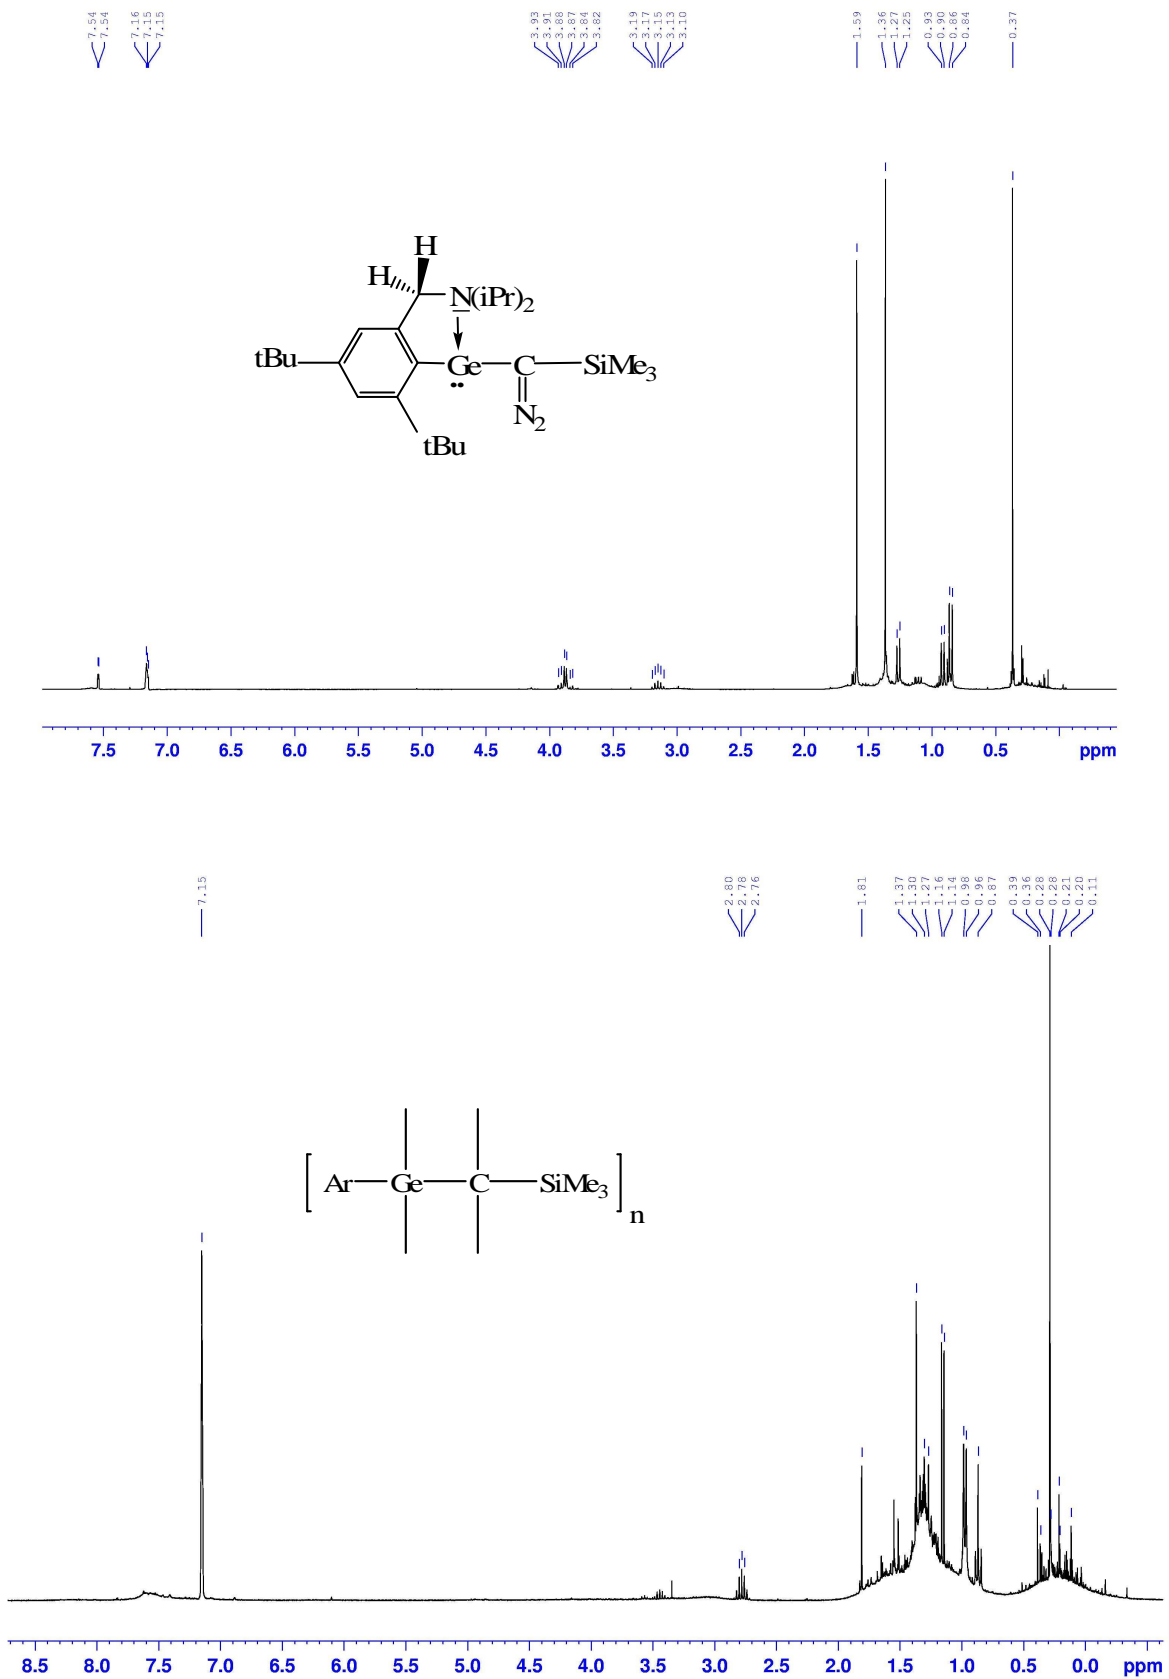 7.54 7.54 7.16 7.15 7.15 3.93 3.91 3.88 3.87 3.84 3.82 3.19 3.17 3.15 3.13 3.10 1.59 1.36 1.27 1.25 0.93 0.90 0.86 0.84 0.37
H
H
N(iPr)2
tBu
Ge
C
SiMe3
N2
tBu
7.5 7.0 6.5 6.0 5.5 5.0 4.5 4.0 3.5 3.0 2.5 2.0 1.5 1.0 0.5 ppm
7.15 2.80 2.78 2.76 1.81 1.37 1.30 1.27 1.16 1.14 0.98 0.96 0.87 0.39 0.36 0.28 0.28 0.21 0.20 0.11
Ar Ge C SiMe3
n
8.5 8.0 7.5 7.0 6.5 6.0 5.5 5.0 4.5 4.0 3.5 3.0 2.5 2.0 1.5 1.0 0.5 0.0 ppm